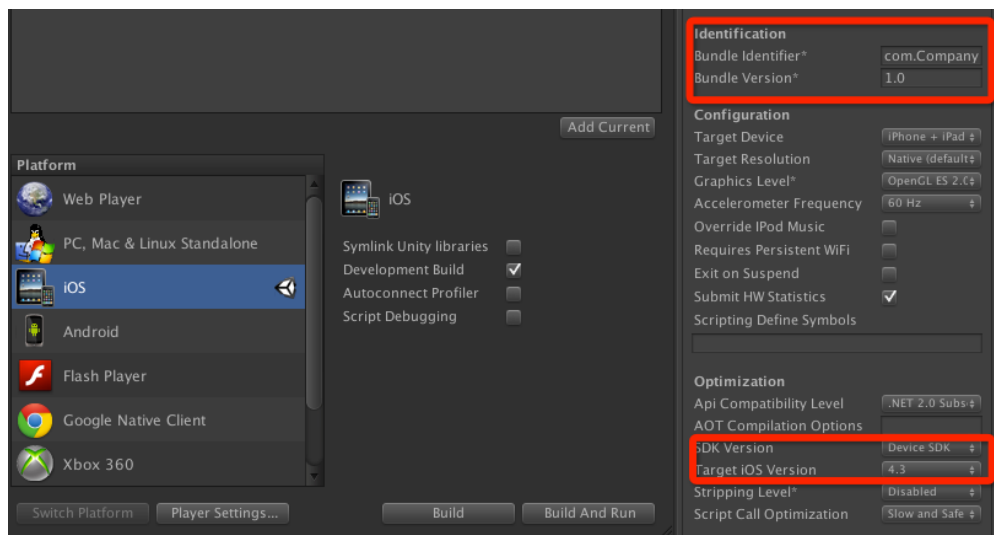 Add Current
Platform
Web Player
PC, Mac & Linux Standalone
iOS
Android
Flash Player
Google Native Client
Xbox 360
Switch Platform
Player Settings...
iOS
Symlink Unity libraries
Development Build
Autoconnect Profiler
Script Debugging
Build
Build And Run
Identification
Bundle Identifier* com.Company
Bundle Version* 1.0
Configuration
Target Device iPhone + iPad
Target Resolution Native (default
Graphics Level* OpenGL ES 2.0
Accelerometer Frequency 60 Hz
Override IPod Music
Requires Persistent WiFi
Exit on Suspend
Submit HW Statistics
Scripting Define Symbols
Optimization
Api Compatibility Level .NET 2.0 Subs
AOT Compilation Options
SDK Version Device SDK
Target iOS Version 4.3
Stripping Level* Disabled
Script Call Optimization Slow and Safe